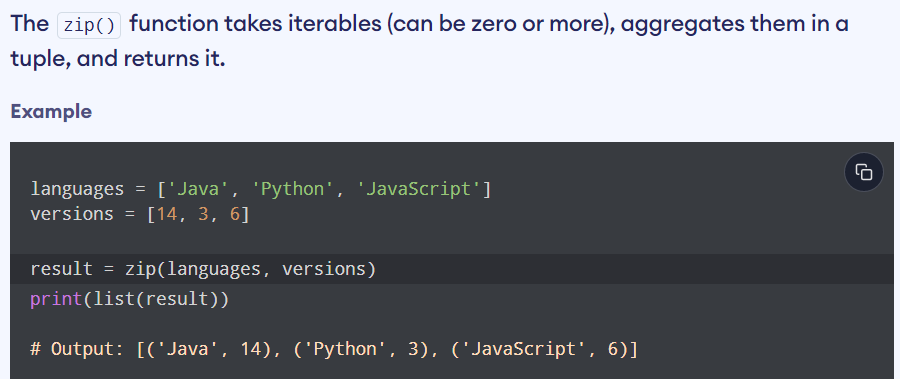 The zip() function takes iterables (can be zero or more), aggregates them in a
tuple, and returns it.
Example
languages = ['Java', 'Python', 'JavaScript']
versions = [14, 3, 6]
result = zip(languages, versions)
print(list(result))
# Output: [('Java', 14), ('Python', 3), ('JavaScript', 6)]